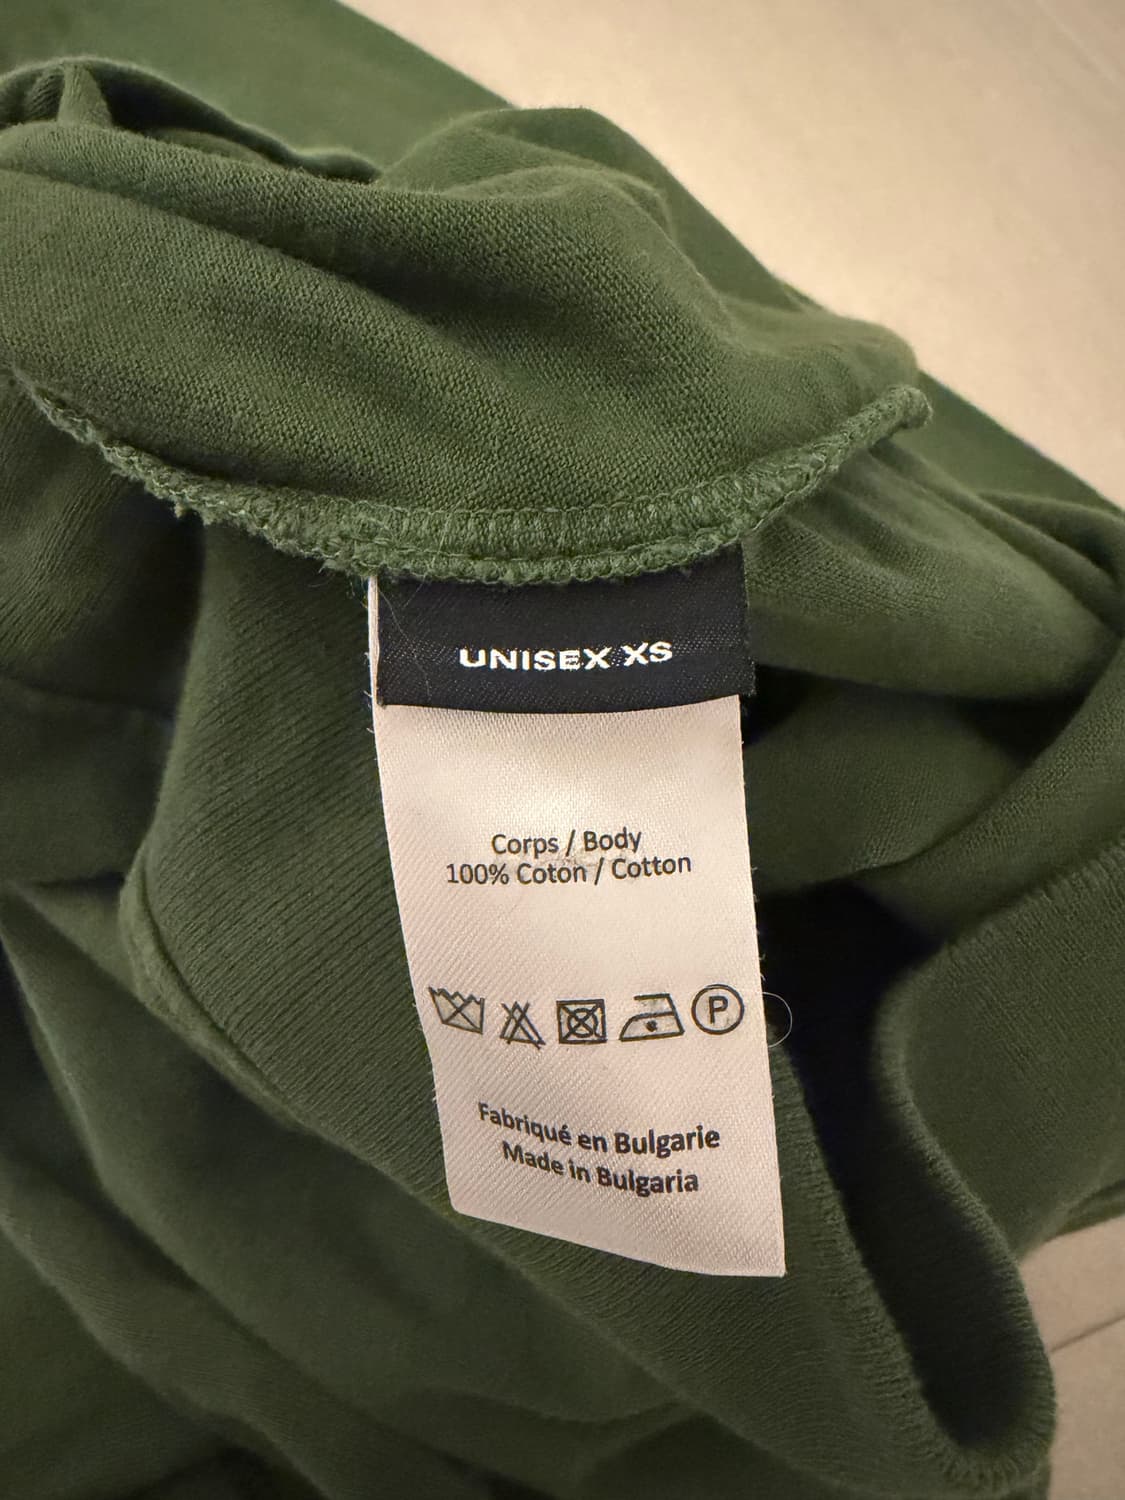 UNISEX XS
Corps / Body
100% Coton / Cotton
P
Fabriqué en Bulgarie
Made in Bulgaria